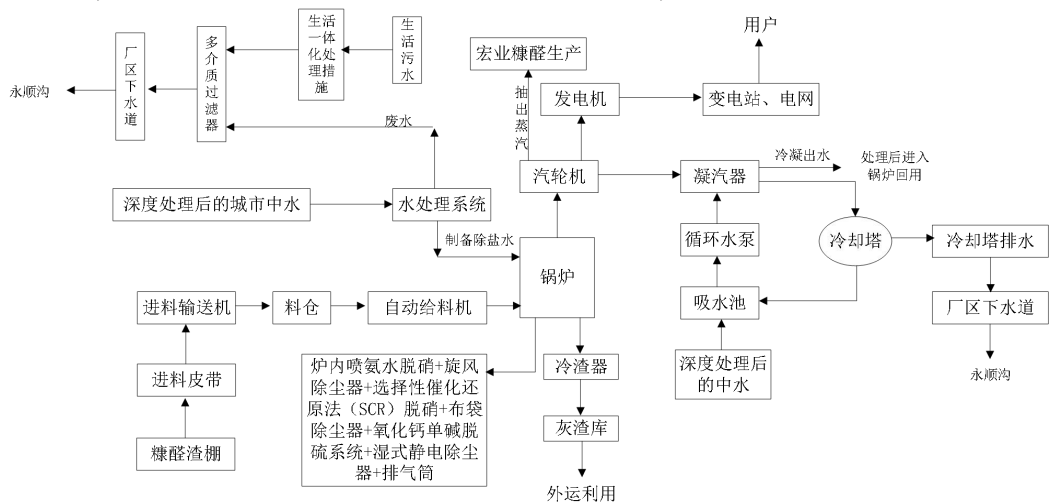 用户
宏业糠醛生产
抽出蒸汽
发电机
变电站、电网
生活一体化处理措施
生活污水
多介质过滤器
厂区下水道
永顺沟
废水
汽轮机
凝汽器
冷凝出水
处理后进入
锅炉回用
深度处理后的城市中水
水处理系统
制备除盐水
循环水泵
冷却塔
冷却塔排水
锅炉
进料输送机
料仓
自动给料机
吸水池
厂区下水道
进料皮带
炉内喷氨水脱硝+旋风
除尘器+选择性催化还
原法（SCR）脱硝+布袋
除尘器+氧化钙单碱脱
硫系统+湿式静电除尘
器+排气筒
冷渣器
深度处理后
的中水
永顺沟
糠醛渣棚
灰渣库
外运利用